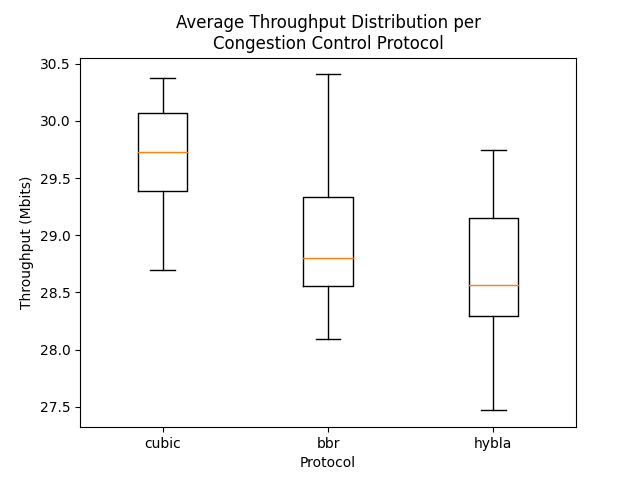 Average Throughput Distribution per
Congestion Control Protocol
Throughput (Mbits)
30.5
30.0
29.5
29.0
28.5
28.0
27.5
cubic
bbr
hybla
Protocol